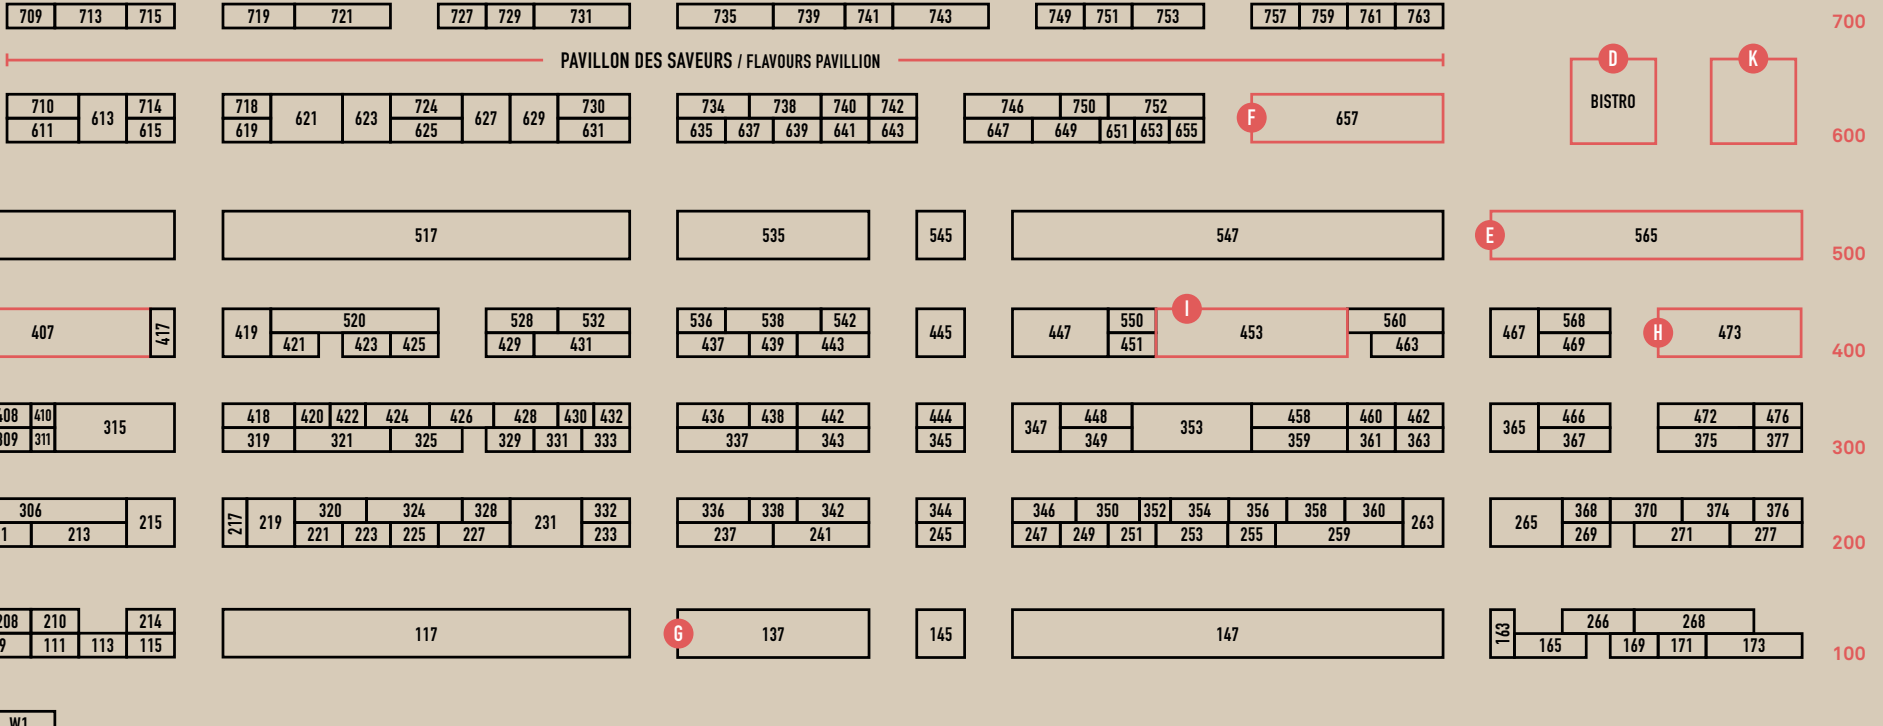 709 713 715 719 721 727 729 731 735 739 741 743 749 751 753 757 759 761 763 700
PAVILLON DES SAVEURS / FLAVOURS PAVILLION
D K
710 714 718 724 730 734 738 740 742 746 750 752
613 621 623 627 629 F 657 BISTRO
611 615 619 625 631 635 637 639 641 643 647 649 651 653 655 600
517 535 545 547 E 565 500
I
520 528 532 536 538 542 550 560 568
407 417 419 445 447 453 467 H 473
421 423 425 429 431 437 439 443 451 463 469 400
408 410 418 420 422 424 426 428 430 432 436 438 442 444 448 458 460 462 466 472 476
315 347 353 365
309 311 319 321 325 329 331 333 337 343 345 349 359 361 363 367 375 377 300
306 320 324 328 332 336 338 342 344 346 350 352 354 356 358 360 368 370 374 376
215 217 219 231 263 265
1 213 221 223 225 227 233 237 241 245 247 249 251 253 255 259 269 271 277 200
208 210 214 266 268
117 G 137 145 147 163
9 111 113 115 165 169 171 173 100
W1